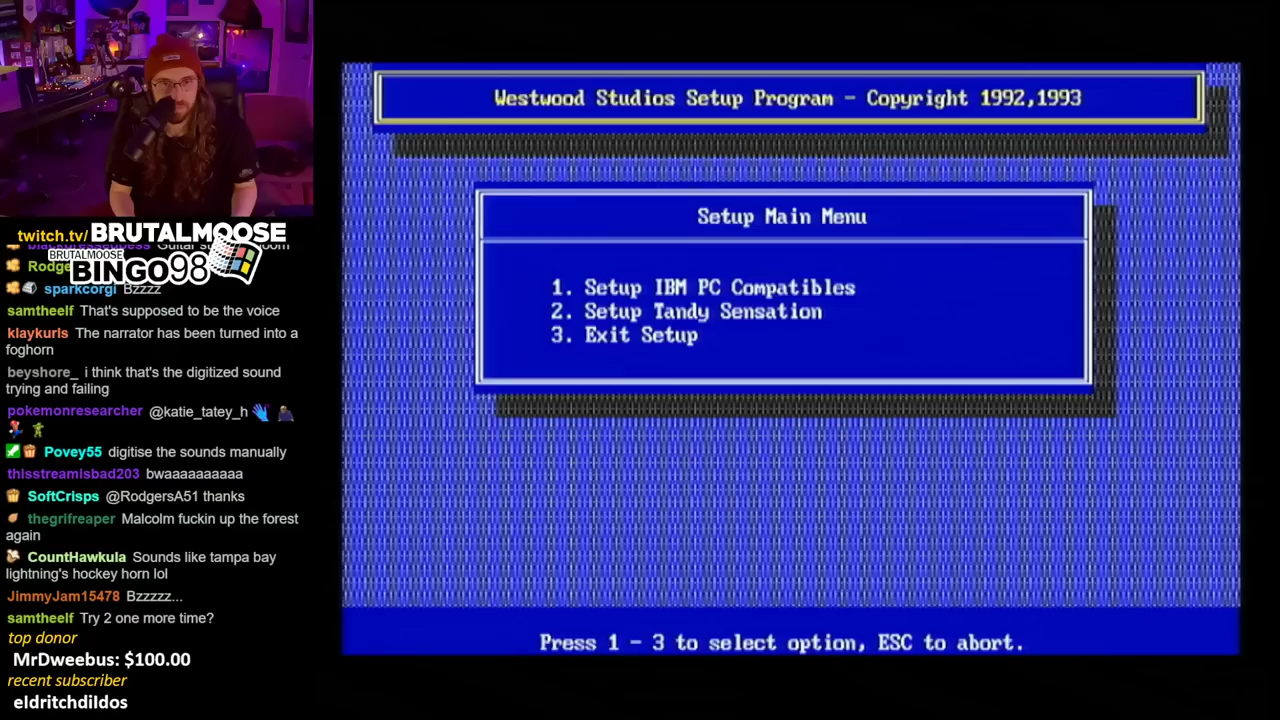 twitch.tv/BRUTALMOOSE
BRUTALMOOSE
BINGO98
Rodge
sparkcorgi Bzzzz
samtheelf That's supposed to be the voice
klaykurls The narrator has been turned into a
foghorn
beyshore_ i think that's the digitized sound
trying and failing
pokemonresearcher @katie_tatey_h
Povey55 digitise the sounds manually
thisstreamisbad203 bwaaaaaaaaa
SoftCrisps @RodgersA51 thanks
thegrifreaper Malcolm fuckin up the forest
again
CountHawkula Sounds like tampa bay
lightning's hockey horn lol
JimmyJam15478 Bzzzzz...
samtheelf Try 2 one more time?
top donor
MrDweebus: $100.00
recent subscriber
eldritchdildos
Westwood Studios Setup Program - Copyright 1992,1993
Setup Main Menu
1. Setup IBM PC Compatibles
2. Setup Tandy Sensation
3. Exit Setup
Press 1 - 3 to select option, ESC to abort.